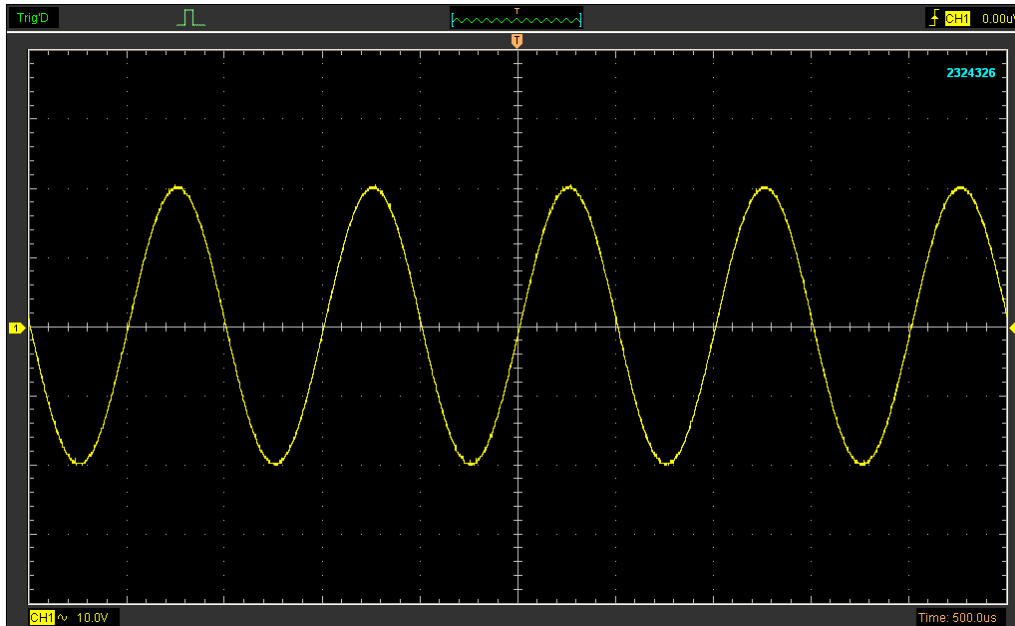 Trig'D
T
CH1 0.00uV
T
2324326
1
CH1 ~ 10.0V
Time: 500.0us